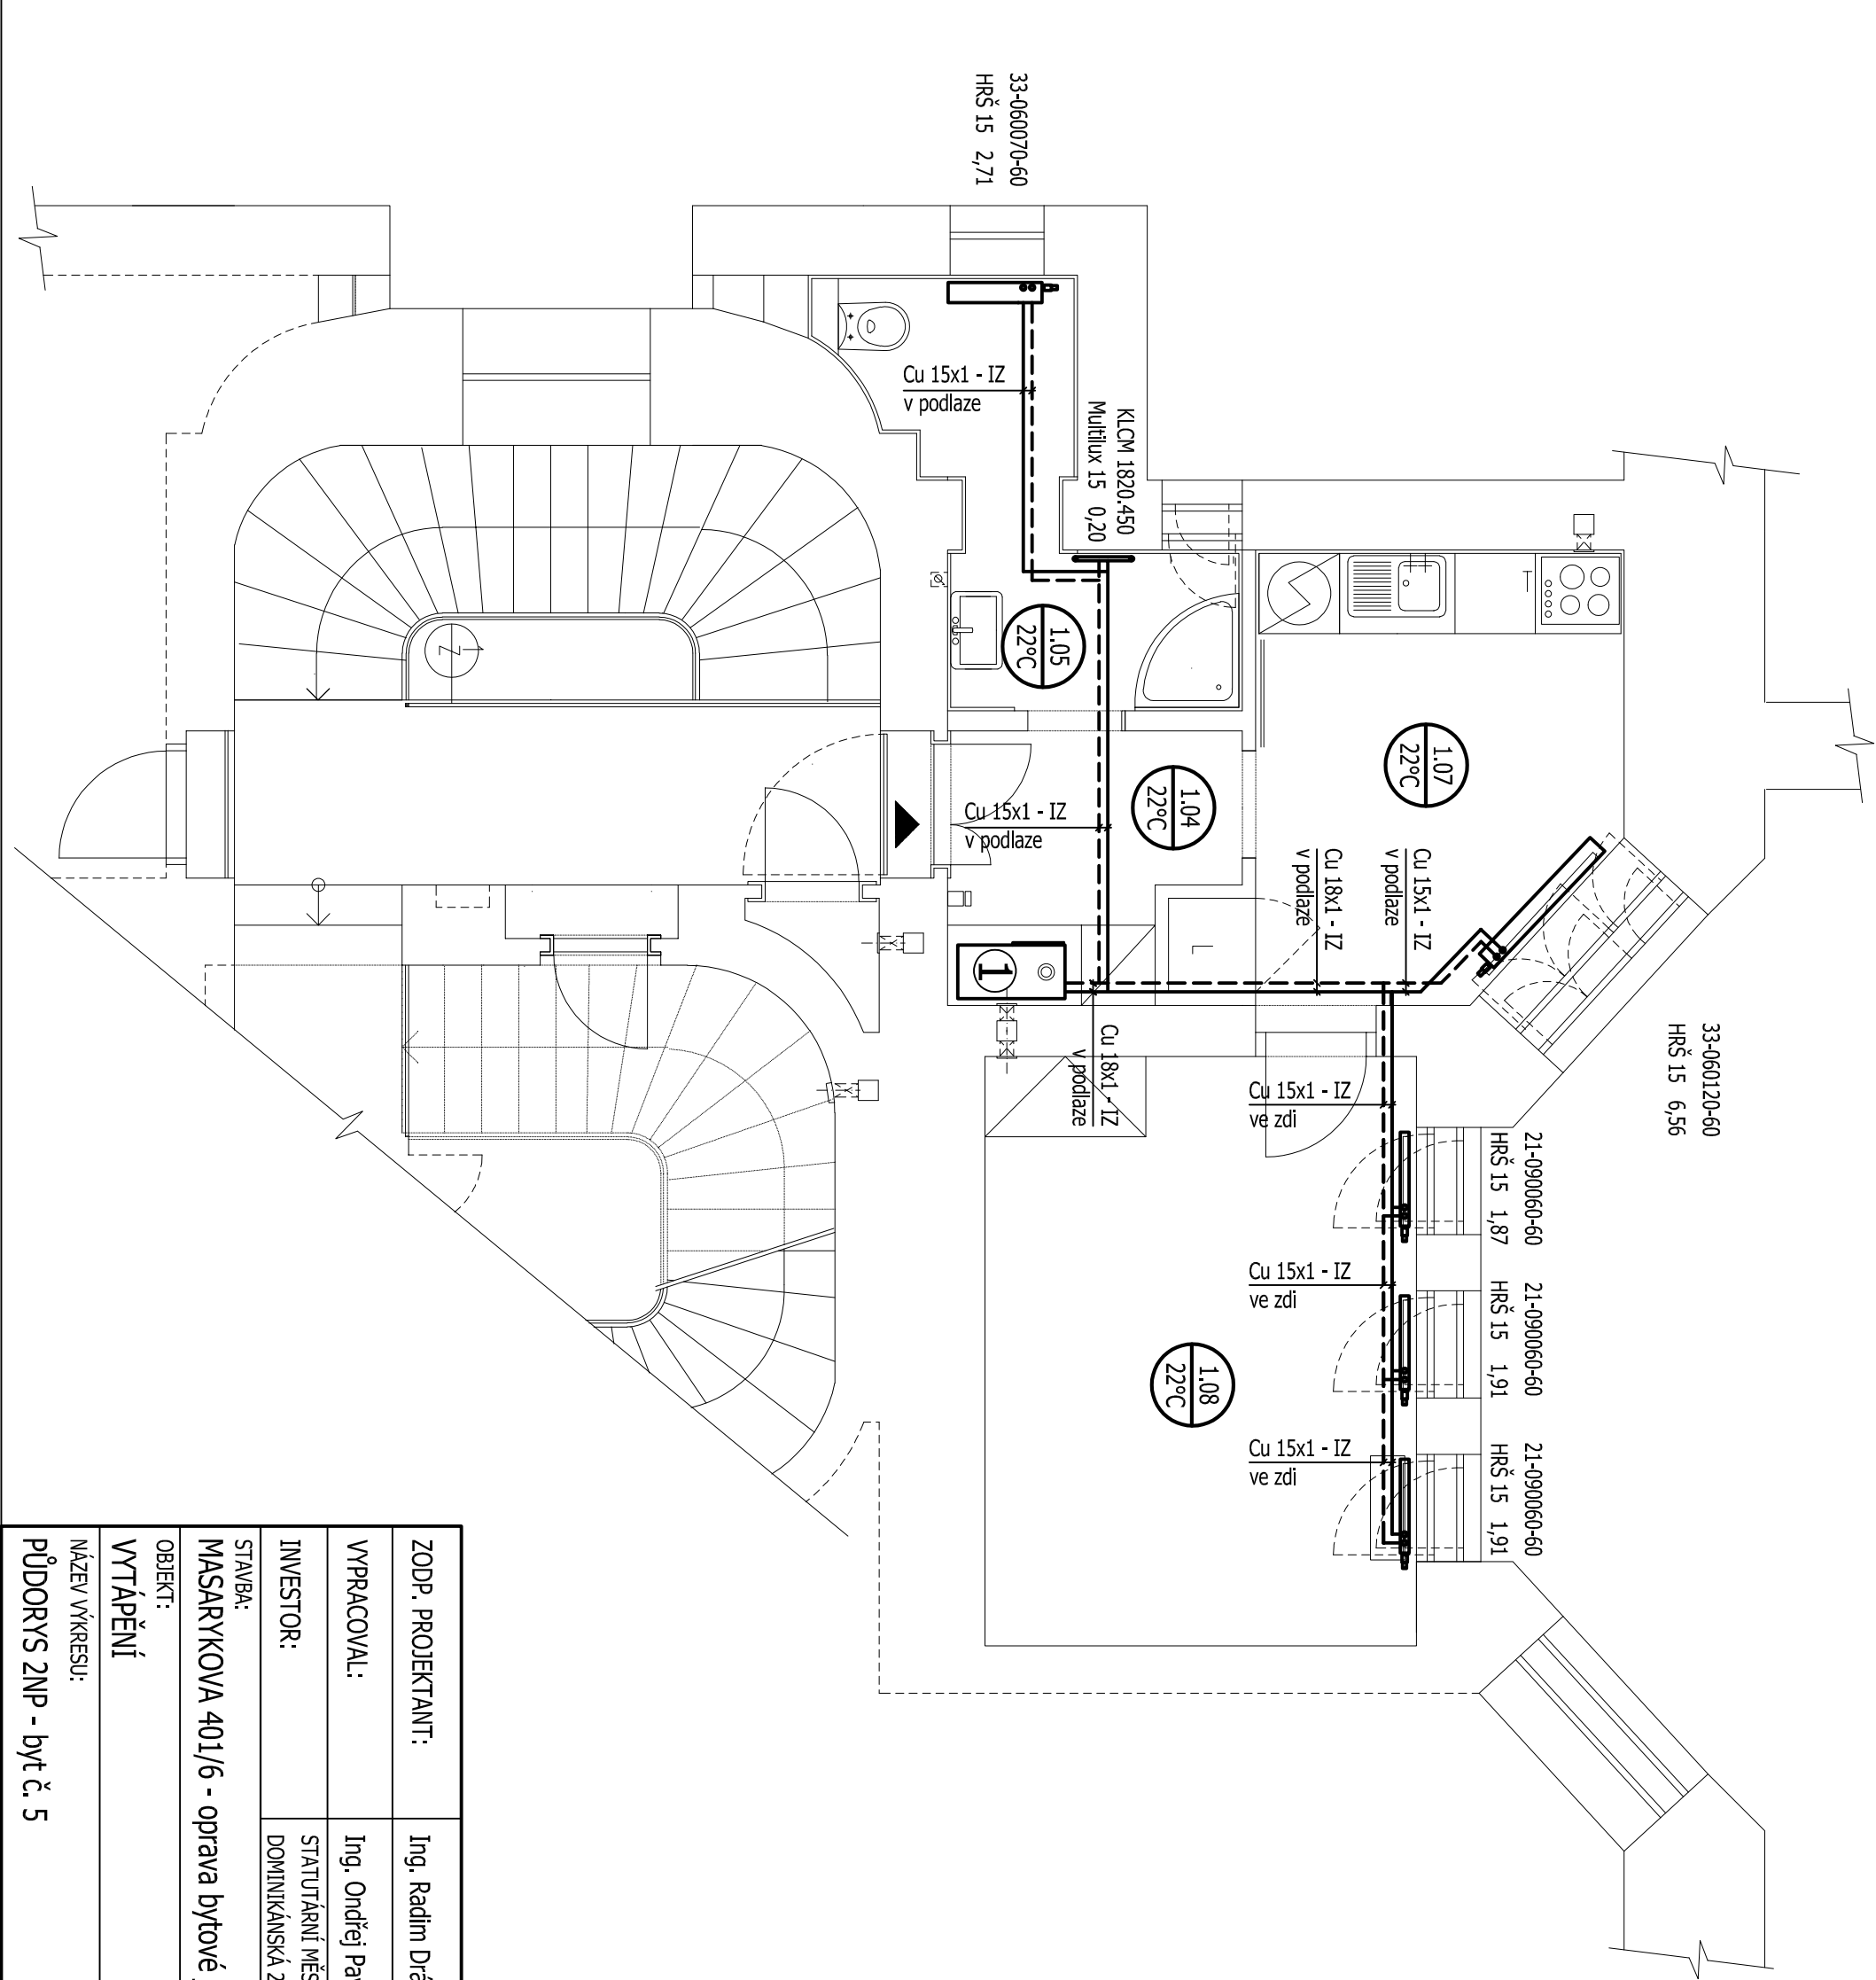 33-060070-60
HRŠ 15 2,71
Cu 15x1 - IZ
v podlaze
KLCM 1820.450
Multilux 15 0,20
1.05
22°C
1.07
22°C
1.04
22°C
Cu 15x1 - IZ
v podlaze
Cu 18x1 - IZ
v podlaze
Cu 15x1 - IZ
v podlaze
1
Cu 18x1 - IZ
v podlaze
33-060120-60
HRŠ 15 6,56
Cu 15x1 - IZ
ve zdi
21-090060-60
HRŠ 15 1,87
Cu 15x1 - IZ
ve zdi
21-090060-60
HRŠ 15 1,91
1.08
22°C
Cu 15x1 - IZ
ve zdi
21-090060-60
HRŠ 15 1,91
ZODP. PROJEKTANT:
Ing. Radim
VYPRACOVAL:
Ing. Ondřej
INVESTOR:
STATUTÁRNÍ
DOMINIKÁNSKÁ 2
STAVBA:
MASARYKOVA 401/6 - oprava bytové
OBJEKT:
VYTÁPĚNÍ
NÁZEV VÝKRESU:
PŮDORYS 2NP - byt č. 5